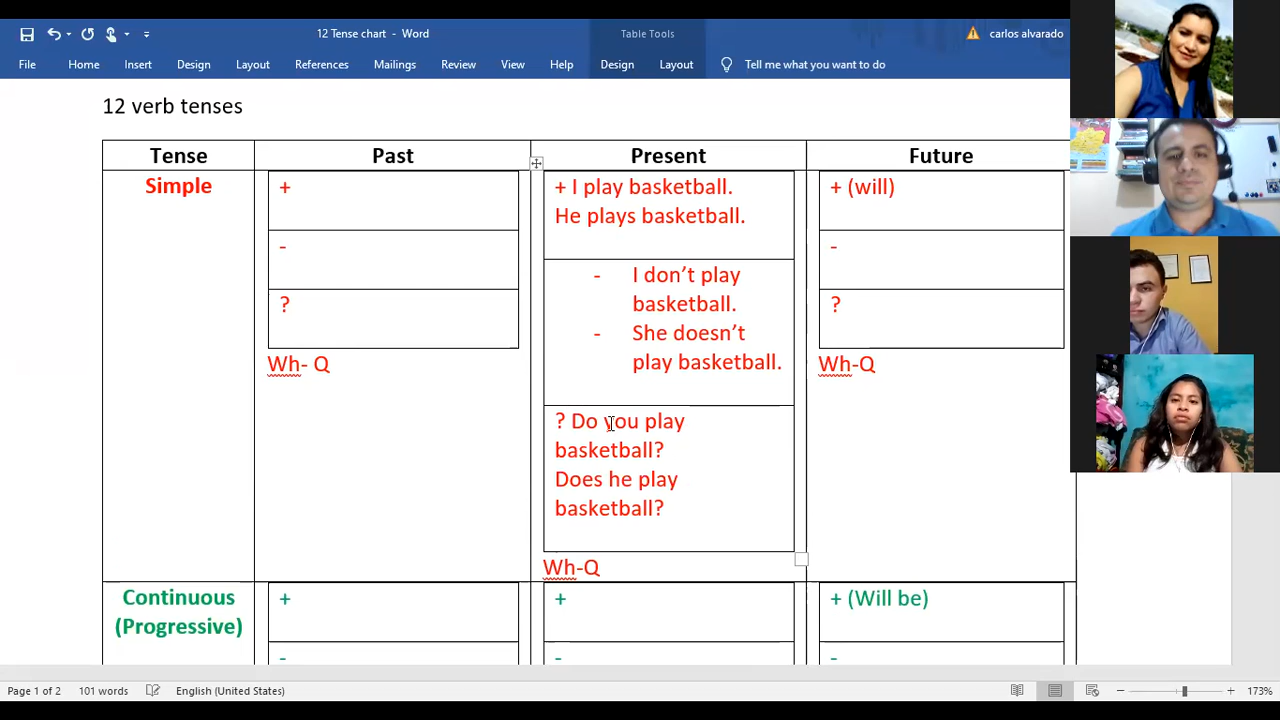 12 Tense chart - Word
Table Tools
carlos alvarado
File Home Insert Design Layout References Mailings Review View Help Design Layout Tell me what you want to do
12 verb tenses
Tense Past Present Future
Simple
+
-
?
Wh- Q
+ I play basketball.
He plays basketball.
- I don't play
basketball.
- She doesn't
play basketball.
? Do you play
basketball?
Does he play
basketball?
Wh-Q
+ (will)
-
?
Wh-Q
Continuous
(Progressive)
+
-
+
-
+ (Will be)
-
Page 1 of 2 101 words English (United States) 173%